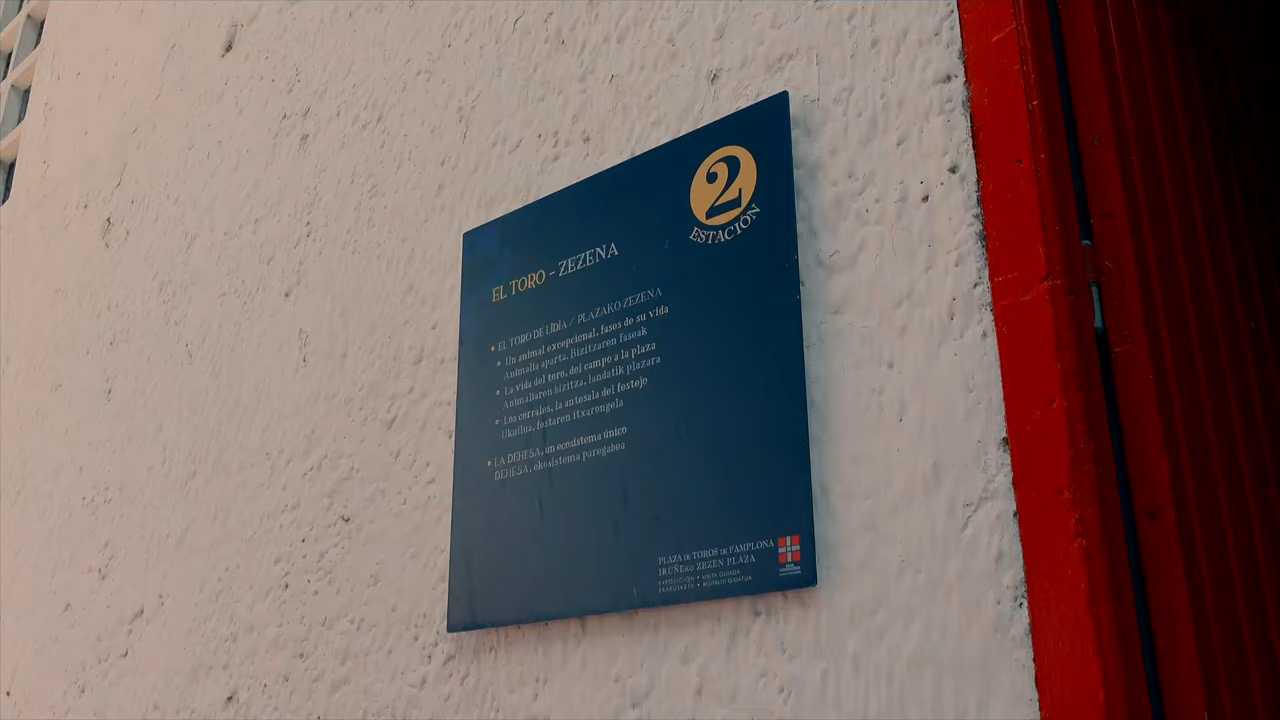 2
ESTACIÓN
EL TORO - ZEZENA
• EL TORO DE LIDIA / PLAZAKO ZEZENA
• Un animal excepcional, fases de su vida
Animalia aparta. Bizitzaren faseak
• La vida del toro, del campo a la plaza
Animaliaren bizitza, landatik plazara
• Los corrales, la antesala del festejo
Ukuilua, festaren itxarongela
• LA DEHESA, un ecosistema único
DEHESA, ekosistema paregabea
PLAZA DE TOROS DE PAMPLONA
IRUÑEKO ZEZEN PLAZA
EXPOSICIÓN • VISITA GUIADA
ERAKUSKETA • BISITALDI GIDATUA